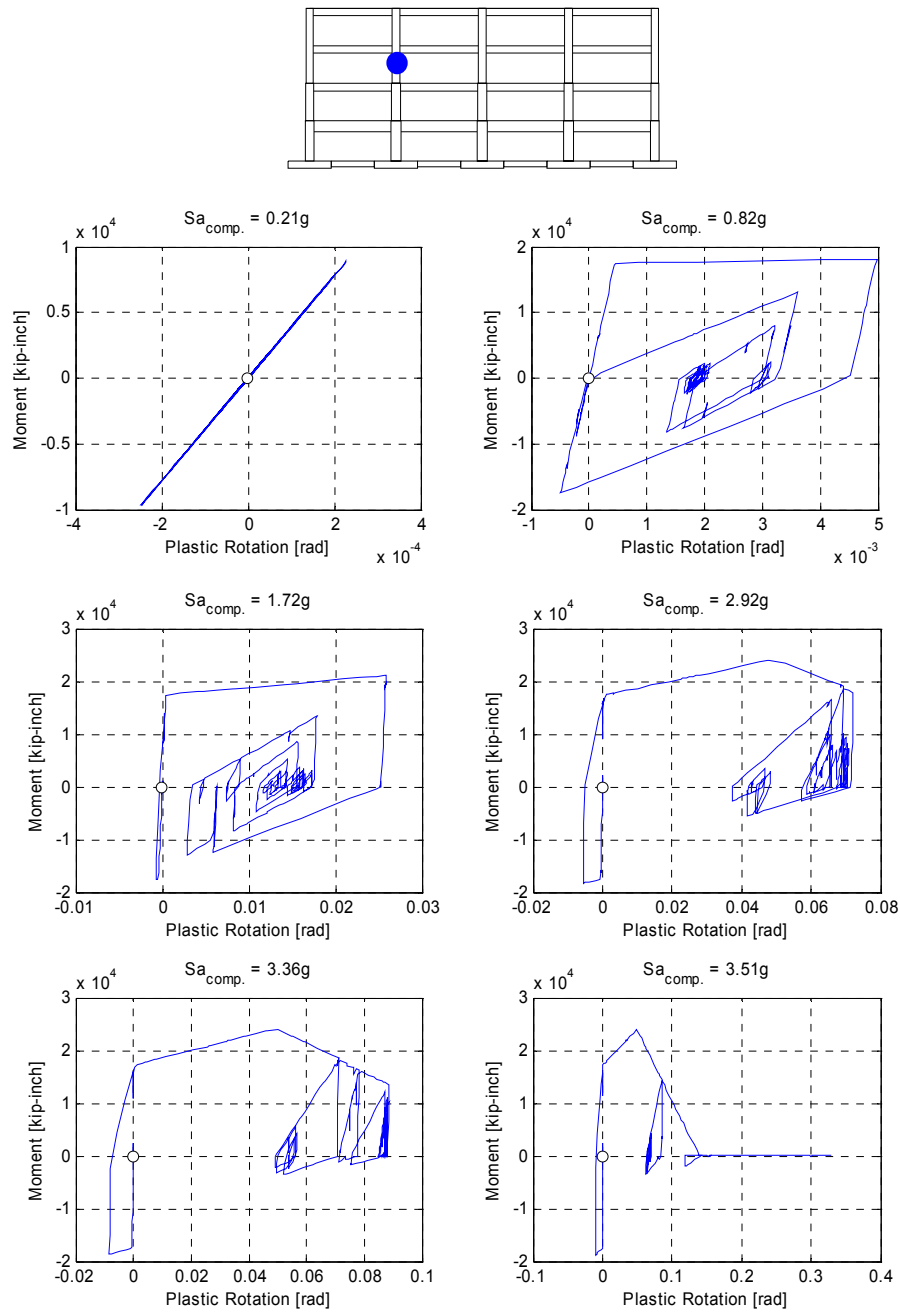 Sa_comp. = 0.21g
x 10^4
1
0.5
0
-0.5
-1
Moment [kip-inch]
-4
-2
0
2
4
Plastic Rotation [rad]
x 10^-4
Sa_comp. = 0.82g
x 10^4
2
1
0
-1
-2
Moment [kip-inch]
-1
0
1
2
3
4
5
Plastic Rotation [rad]
x 10^-3
Sa_comp. = 1.72g
x 10^4
3
2
1
0
-1
-2
Moment [kip-inch]
-0.01
0
0.01
0.02
0.03
Plastic Rotation [rad]
Sa_comp. = 2.92g
x 10^4
3
2
1
0
-1
-2
Moment [kip-inch]
-0.02
0
0.02
0.04
0.06
0.08
Plastic Rotation [rad]
Sa_comp. = 3.36g
x 10^4
3
2
1
0
-1
-2
Moment [kip-inch]
-0.02
0
0.02
0.04
0.06
0.08
0.1
Plastic Rotation [rad]
Sa_comp. = 3.51g
x 10^4
3
2
1
0
-1
-2
Moment [kip-inch]
-0.1
0
0.1
0.2
0.3
0.4
Plastic Rotation [rad]